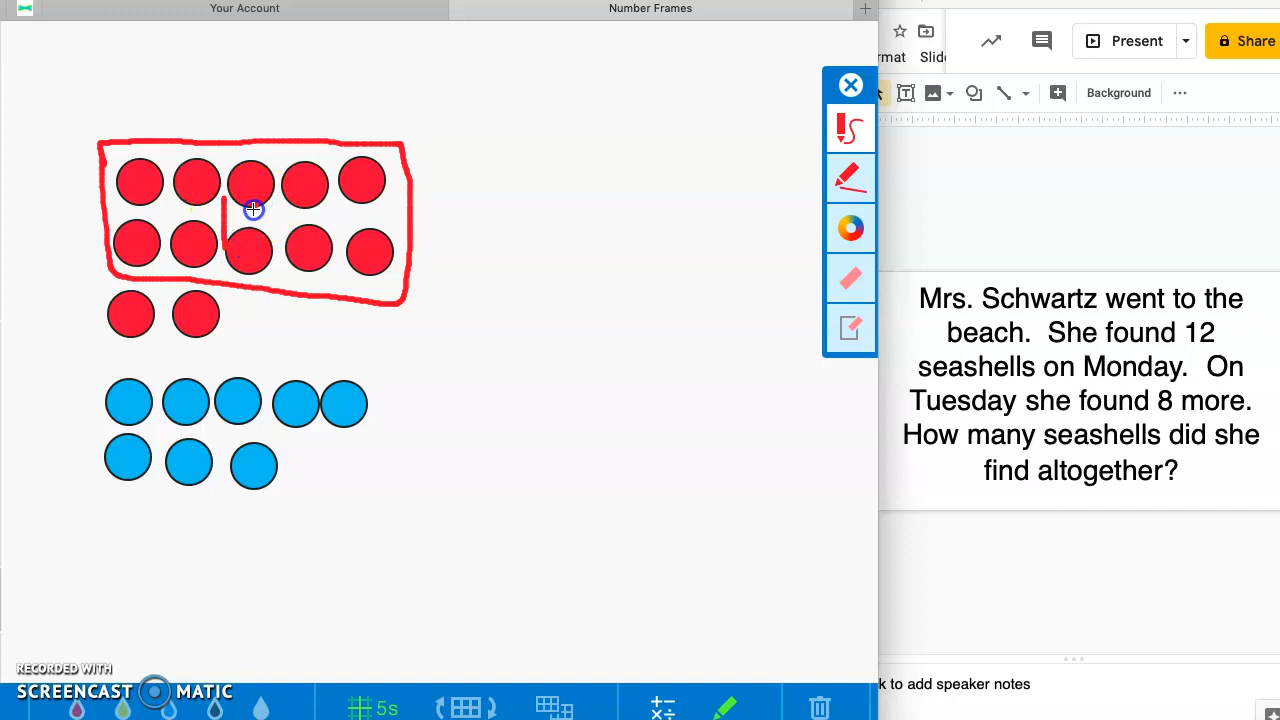 Your Account
Number Frames
rmat Slide
Present
Share
Background
Mrs. Schwartz went to the
beach. She found 12
seashells on Monday. On
Tuesday she found 8 more.
How many seashells did she
find altogether?
k to add speaker notes
5s
RECORDED WITH
SCREENCAST MATIC